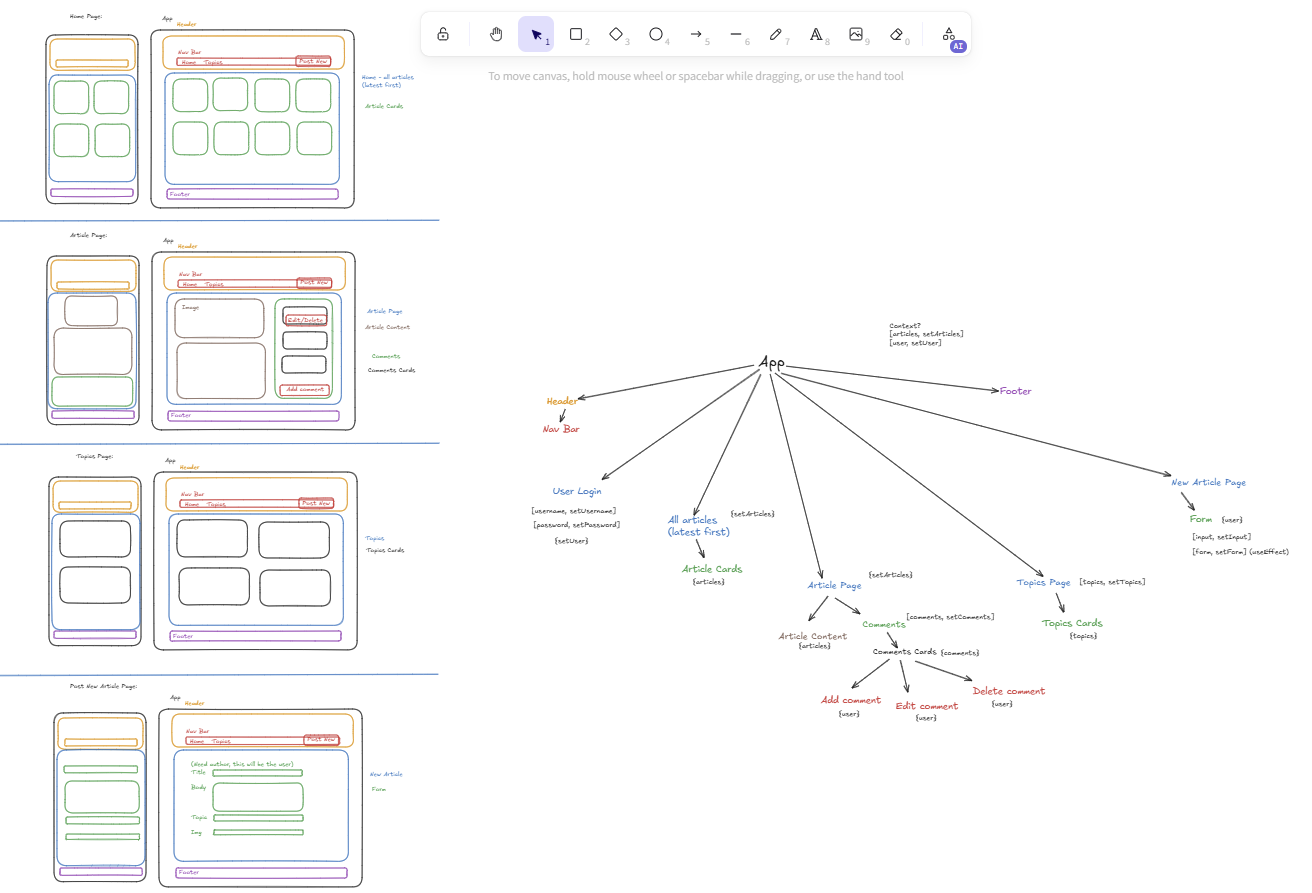 1
2
3
4
5
6
7
8
9
0
AI
To move canvas, hold mouse wheel or spacebar while dragging, or use the hand tool
Home Page:
App
Header
Nav Bar
Home Topics
Post New
Home - all articles
(latest first)
Article Cards
Footer
Article Page:
App
Header
Nav Bar
Home Topics
Post New
Image
Edit/Delete
Add comment
Article Page
Article Content
Comments
Comments Cards
Footer
Topics Page:
App
Header
Nav Bar
Home Topics
Post New
Topics
Topics Cards
Footer
Post New Article Page:
App
Header
Nav Bar
Home Topics
Post New
(Need author, this will be the user)
Title
Body
Topic
Img
New Article
Form
Footer
Context?
[articles, setArticles]
[user, setUser]
App
Header
Nav Bar
Footer
User Login
[username, setUsername]
[password, setPassword]
{setUser}
All articles
(latest first)
{setArticles}
Article Cards
{articles}
Article Page
{setArticles}
Article Content
{articles}
Comments
[comments, setComments]
Comments Cards
{comments}
Add comment
{user}
Edit comment
{user}
Delete comment
{user}
Topics Page
[topics, setTopics]
Topics Cards
{topics}
New Article Page
Form
{user}
[input, setInput]
[form, setForm] (useEffect)